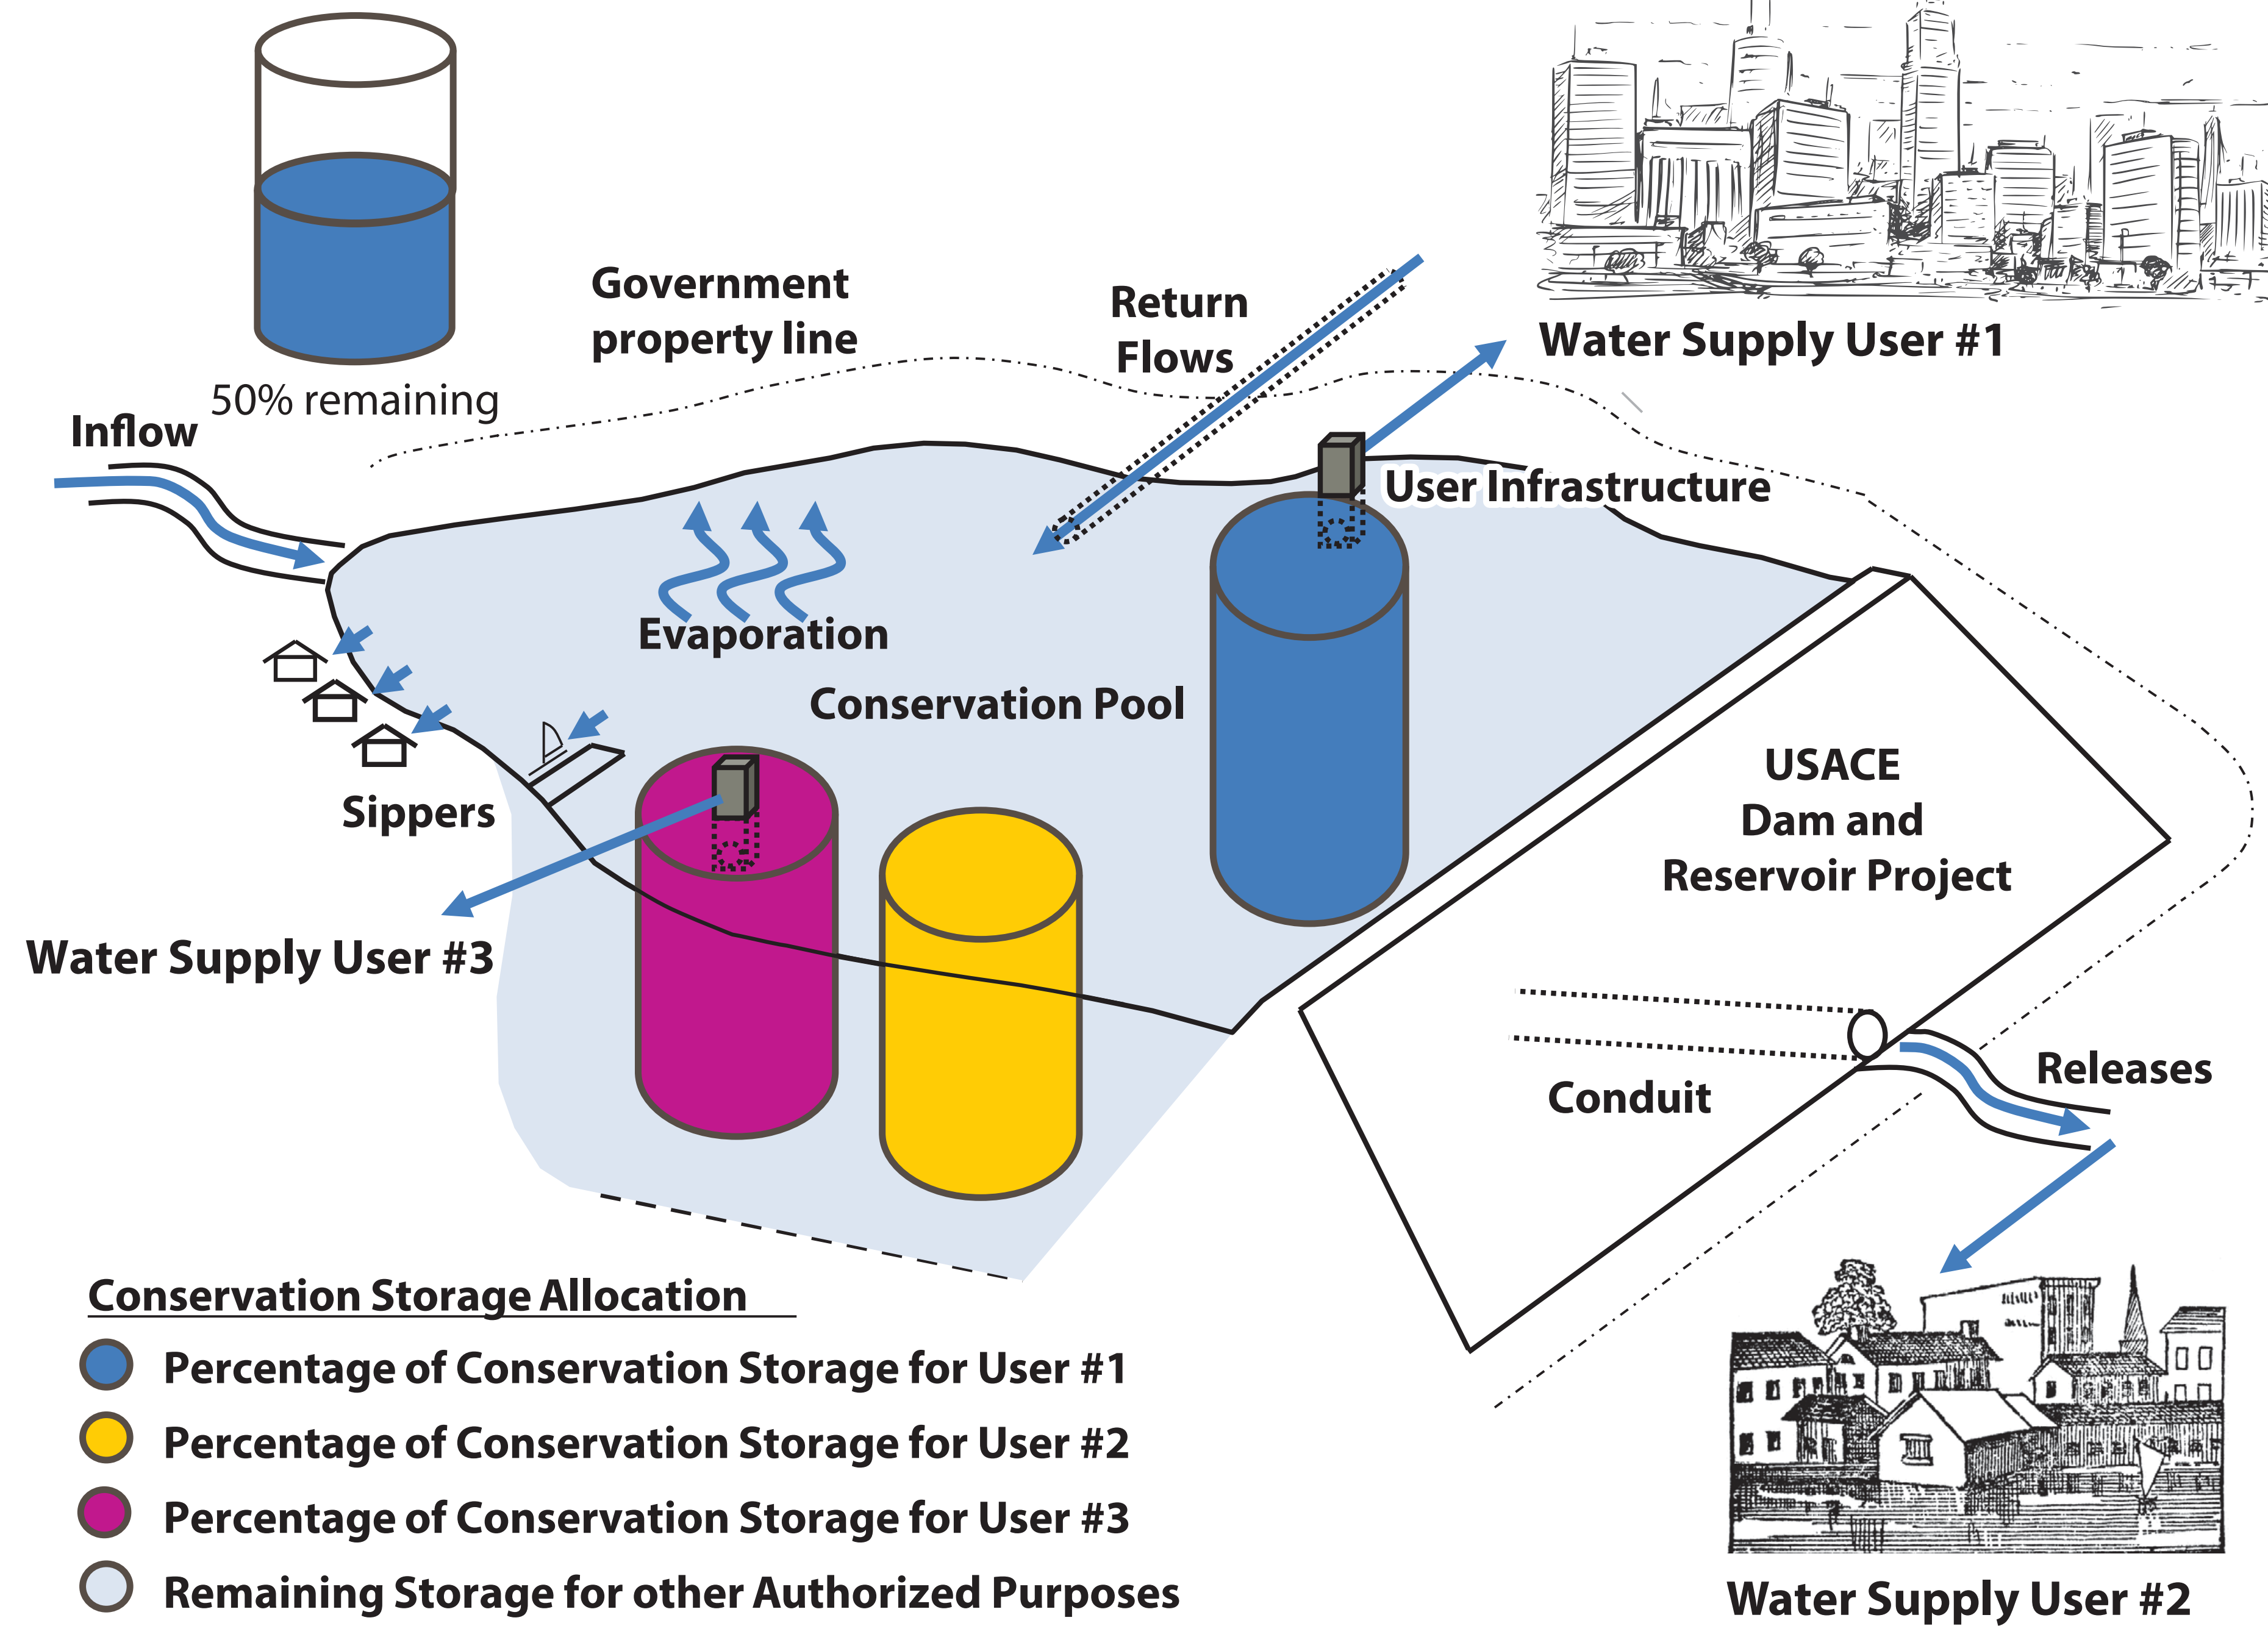 50% remaining
Government
property line
Return
Flows
Water Supply User #1
Inflow
User Infrastructure
Evaporation
Conservation Pool
Sippers
USACE
Dam and
Reservoir Project
Water Supply User #3
Conduit
Releases
Conservation Storage Allocation
Percentage of Conservation Storage for User #1
Percentage of Conservation Storage for User #2
Percentage of Conservation Storage for User #3
Remaining Storage for other Authorized Purposes
Water Supply User #2